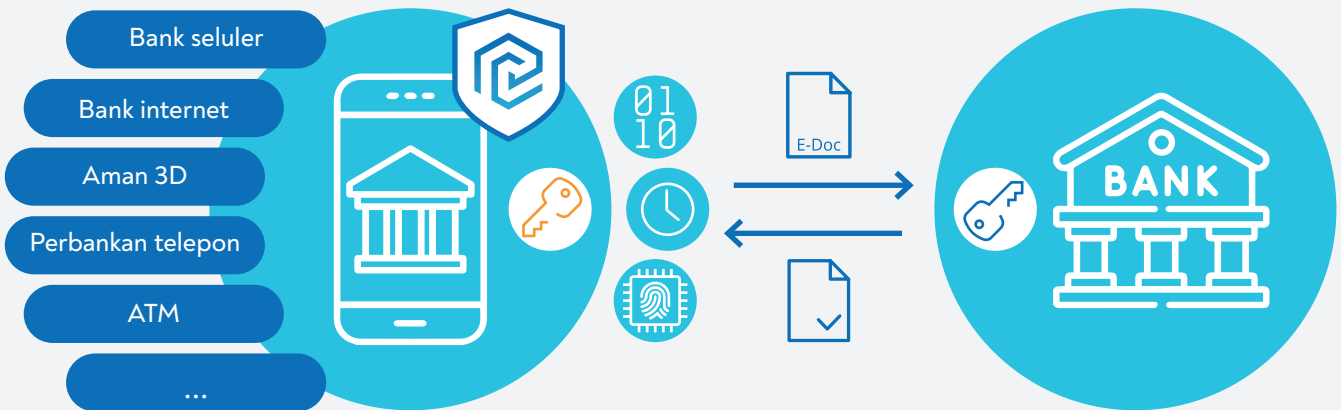 Bank seluler
Bank internet
Aman 3D
Perbankan telepon
ATM
...
01
10
E-Doc
BANK